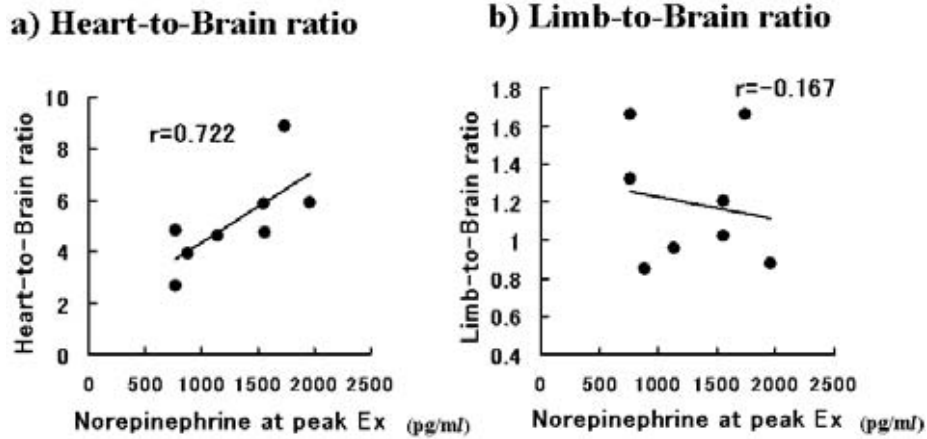 a) Heart-to-Brain ratio
r=0.722
Heart-to-Brain ratio
10
8
6
4
2
0
0 500 1000 1500 2000 2500
Norepinephrine at peak Ex (pg/ml)
b) Limb-to-Brain ratio
r=-0.167
Limb-to-Brain ratio
1.8
1.6
1.4
1.2
1
0.8
0.6
0.4
0 500 1000 1500 2000 2500
Norepinephrine at peak Ex (pg/ml)